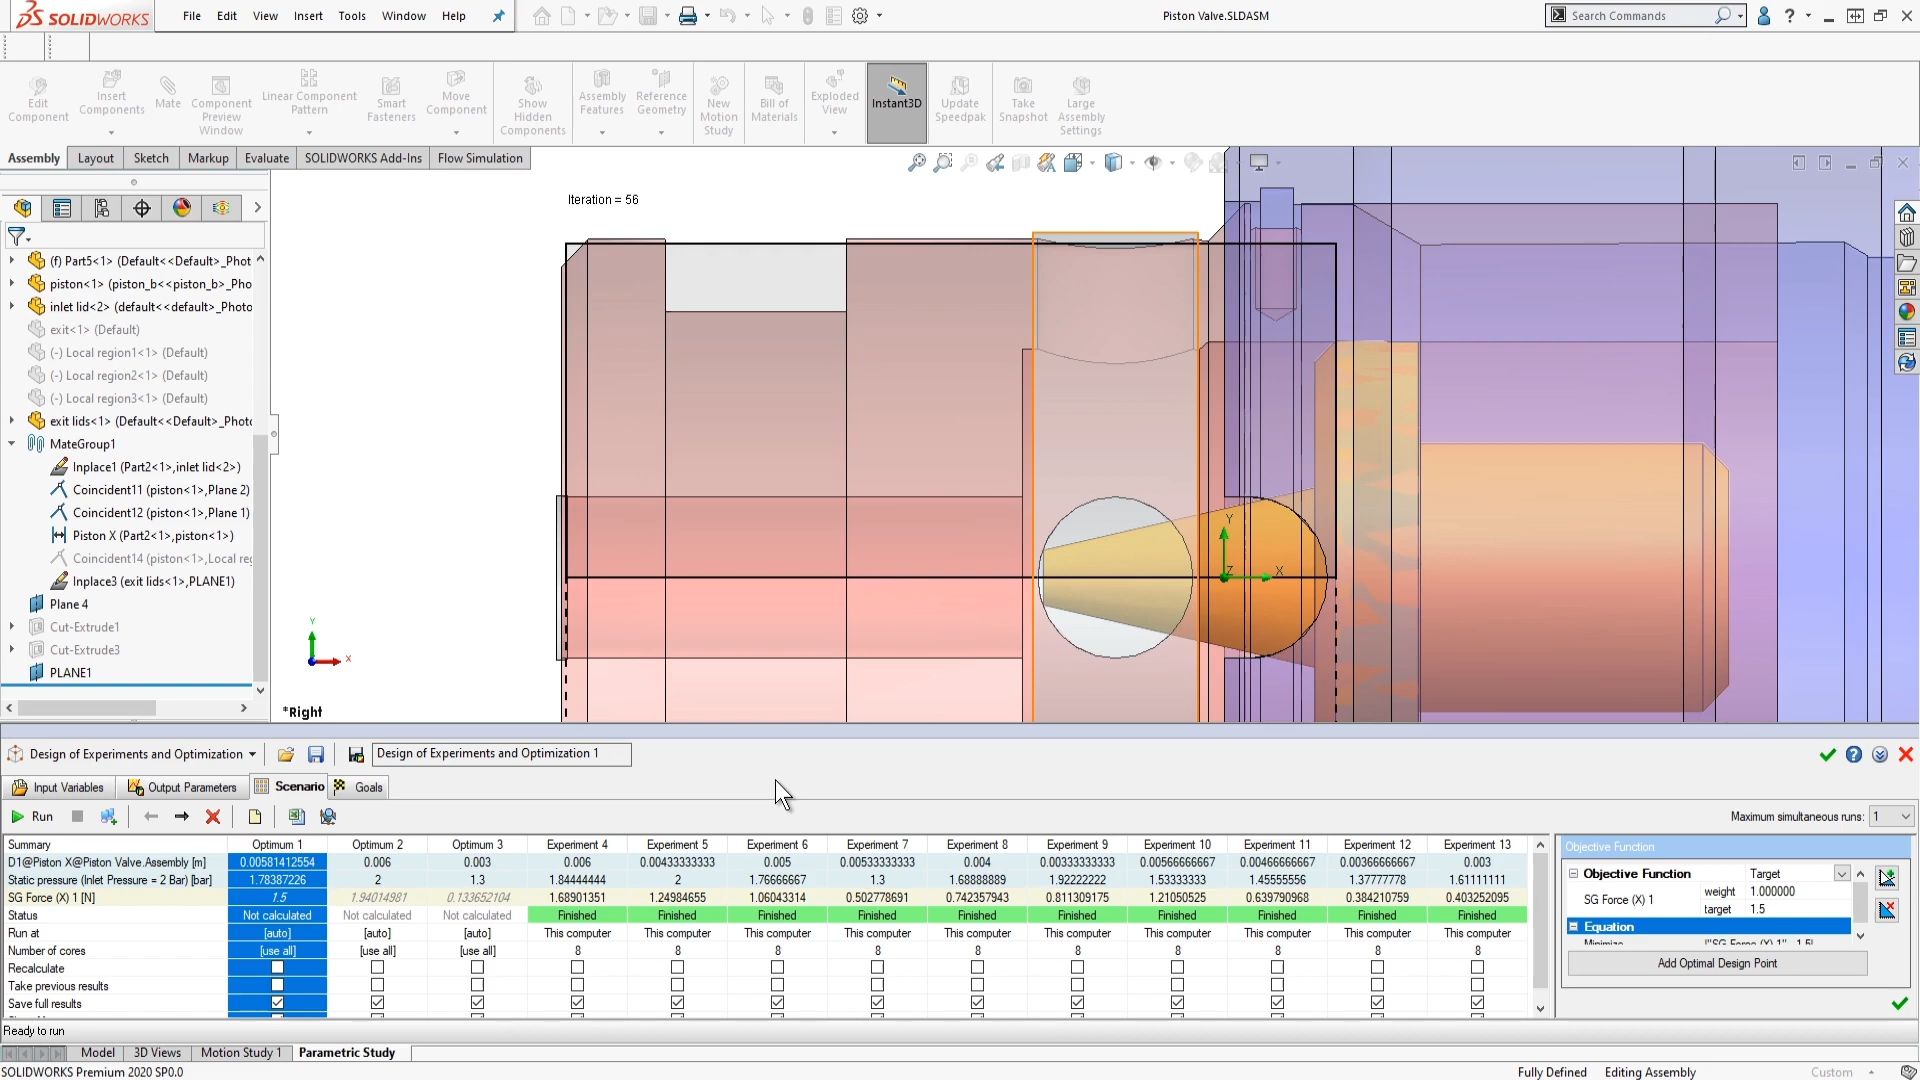 SOLIDWORKS
File Edit View Insert Tools Window Help
Piston Valve.SLDASM
Search Commands
Edit Component
Insert Components
Mate
Component Preview Window
Linear Component Pattern
Smart Fasteners
Move Component
Show Hidden Components
Assembly Features
Reference Geometry
New Motion Study
Bill of Materials
Exploded View
Instant3D
Update Speedpak
Take Snapshot
Large Assembly Settings
Assembly Layout Sketch Markup Evaluate SOLIDWORKS Add-Ins Flow Simulation
Iteration = 56
(f) Part5<1> (Default<<Default>_Phot
piston<1> (piston_b<<piston_b>_Pho
inlet lid<2> (default<<default>_Photo
exit<1> (Default)
(-) Local region1<1> (Default)
(-) Local region2<1> (Default)
(-) Local region3<1> (Default)
exit lids<1> (Default<<Default>_Photo
MateGroup1
Inplace1 (Part2<1>,inlet lid<2>)
Coincident11 (piston<1>,Plane 2)
Coincident12 (piston<1>,Plane 1)
Piston X (Part2<1>,piston<1>)
Coincident14 (piston<1>,Local reg
Inplace3 (exit lids<1>,PLANE1)
Plane 4
Cut-Extrude1
Cut-Extrude3
PLANE1
Y
X
Y
Z
X
*Right
Design of Experiments and Optimization
Design of Experiments and Optimization 1
Input Variables Output Parameters Scenario Goals
Run
Maximum simultaneous runs: 1
Summary Optimum 1 Optimum 2 Optimum 3 Experiment 4 Experiment 5 Experiment 6 Experiment 7 Experiment 8 Experiment 9 Experiment 10 Experiment 11 Experiment 12 Experiment 13
D1@Piston X@Piston Valve.Assembly [m] 0.00581412554 0.006 0.003 0.006 0.00433333333 0.005 0.00533333333 0.004 0.00333333333 0.00566666667 0.00466666667 0.00366666667 0.003
Static pressure (Inlet Pressure = 2 Bar) [bar] 1.78387226 2 1.3 1.84444444 2 1.76666667 1.3 1.68888889 1.92222222 1.53333333 1.45555556 1.37777778 1.61111111
SG Force (X) 1 [N] 1.5 1.94014981 0.133652104 1.68901351 1.24984655 1.06043314 0.502778691 0.742357943 0.811309175 1.21050525 0.639790968 0.384210759 0.403252095
Status Not calculated Not calculated Not calculated Finished Finished Finished Finished Finished Finished Finished Finished Finished Finished
Run at [auto] [auto] [auto] This computer This computer This computer This computer This computer This computer This computer This computer This computer This computer
Number of cores [use all] [use all] [use all] 8 8 8 8 8 8 8 8 8 8
Recalculate
Take previous results
Save full results
Objective Function
Objective Function Target
SG Force (X) 1
weight 1.000000
target 1.5
Equation
Minimize |"SG Force (X) 1" - 1.5|
Add Optimal Design Point
Ready to run
Model 3D Views Motion Study 1 Parametric Study
SOLIDWORKS Premium 2020 SP0.0
Fully Defined Editing Assembly Custom